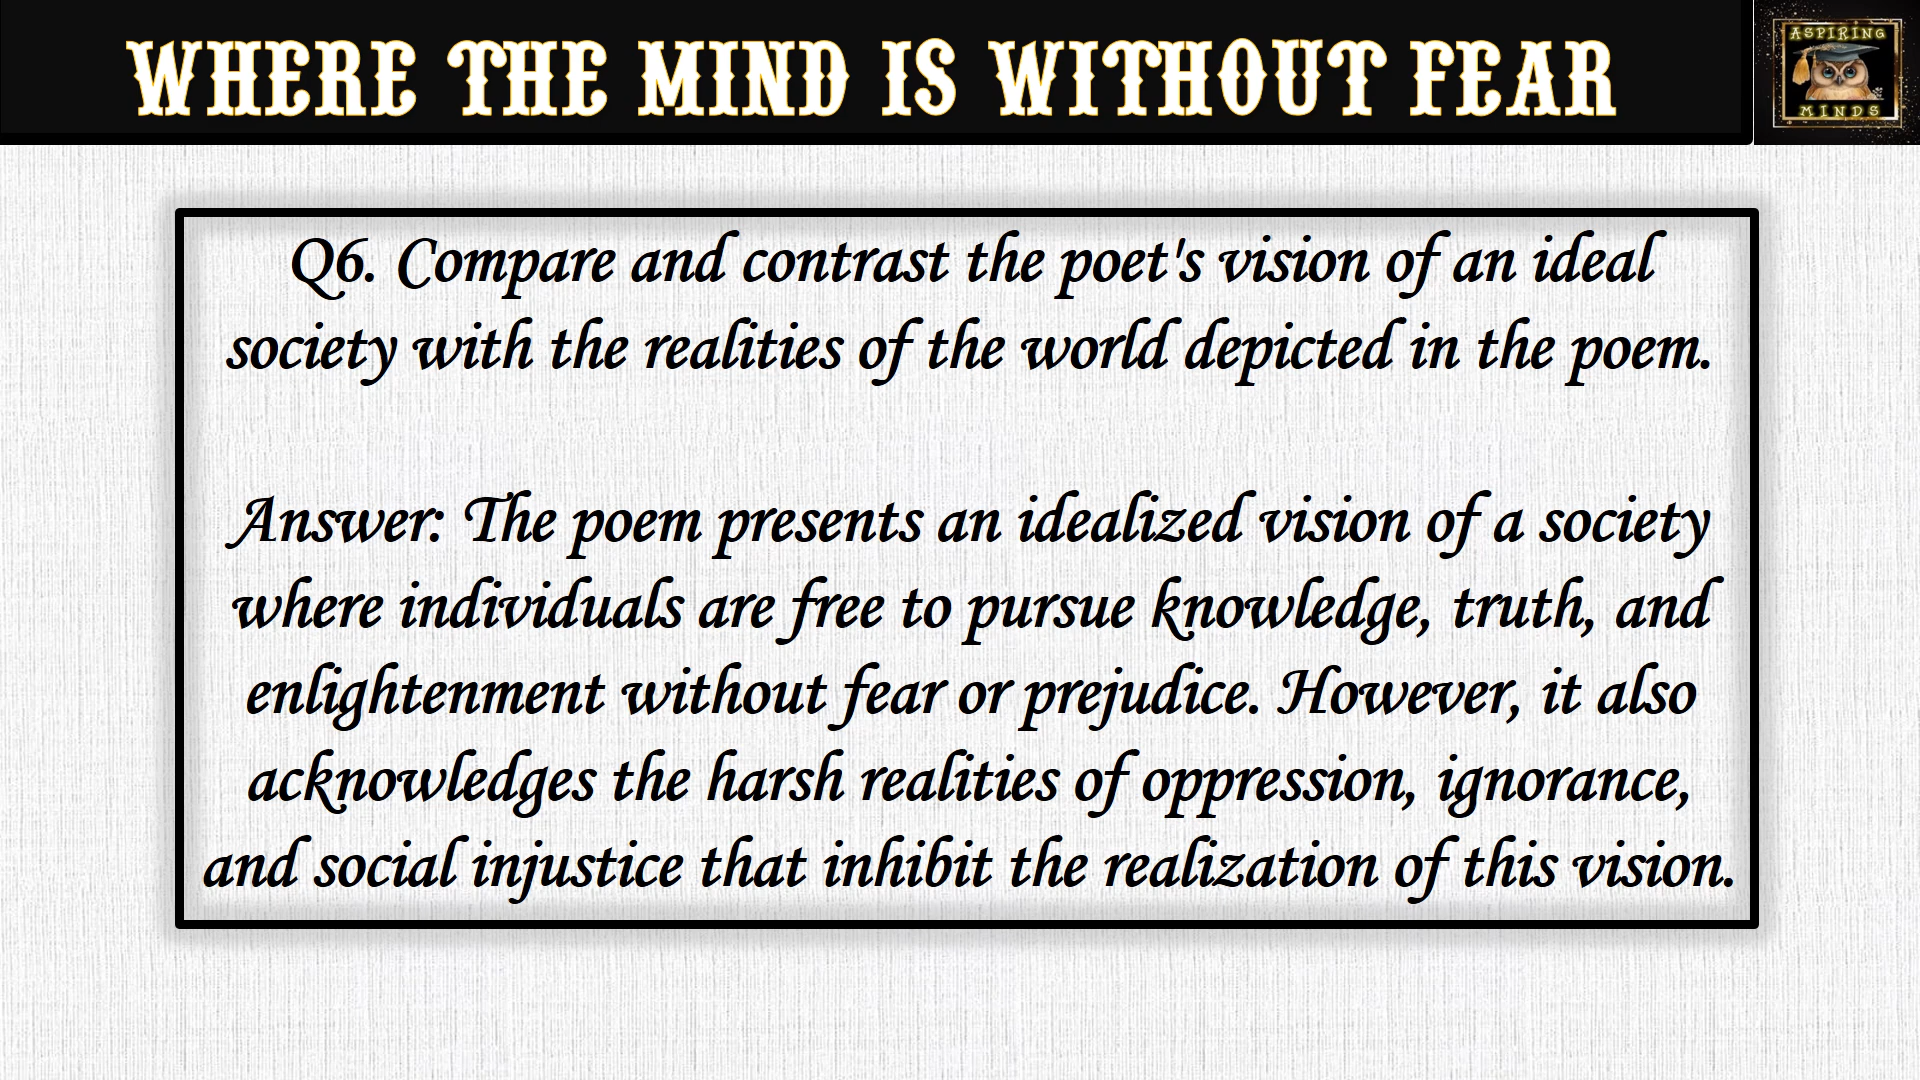 WHERE THE MIND IS WITHOUT FEAR
ASPIRING
MINDS
Q6. Compare and contrast the poet's vision of an ideal
society with the realities of the world depicted in the poem.
Answer: The poem presents an idealized vision of a society
where individuals are free to pursue knowledge, truth, and
enlightenment without fear or prejudice. However, it also
acknowledges the harsh realities of oppression, ignorance,
and social injustice that inhibit the realization of this vision.